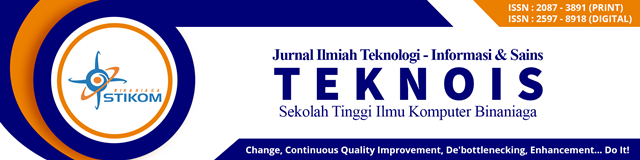 ISSN : 2087 - 3891 (PRINT)
ISSN : 2597 - 8918 (DIGITAL)
BINANIAGA
STIKOM
Jurnal Ilmiah Teknologi - Informasi & Sains
TEKNOIS
Sekolah Tinggi Ilmu Komputer Binaniaga
Change, Continuous Quality Improvement, De'bottlenecking, Enhancement... Do It!